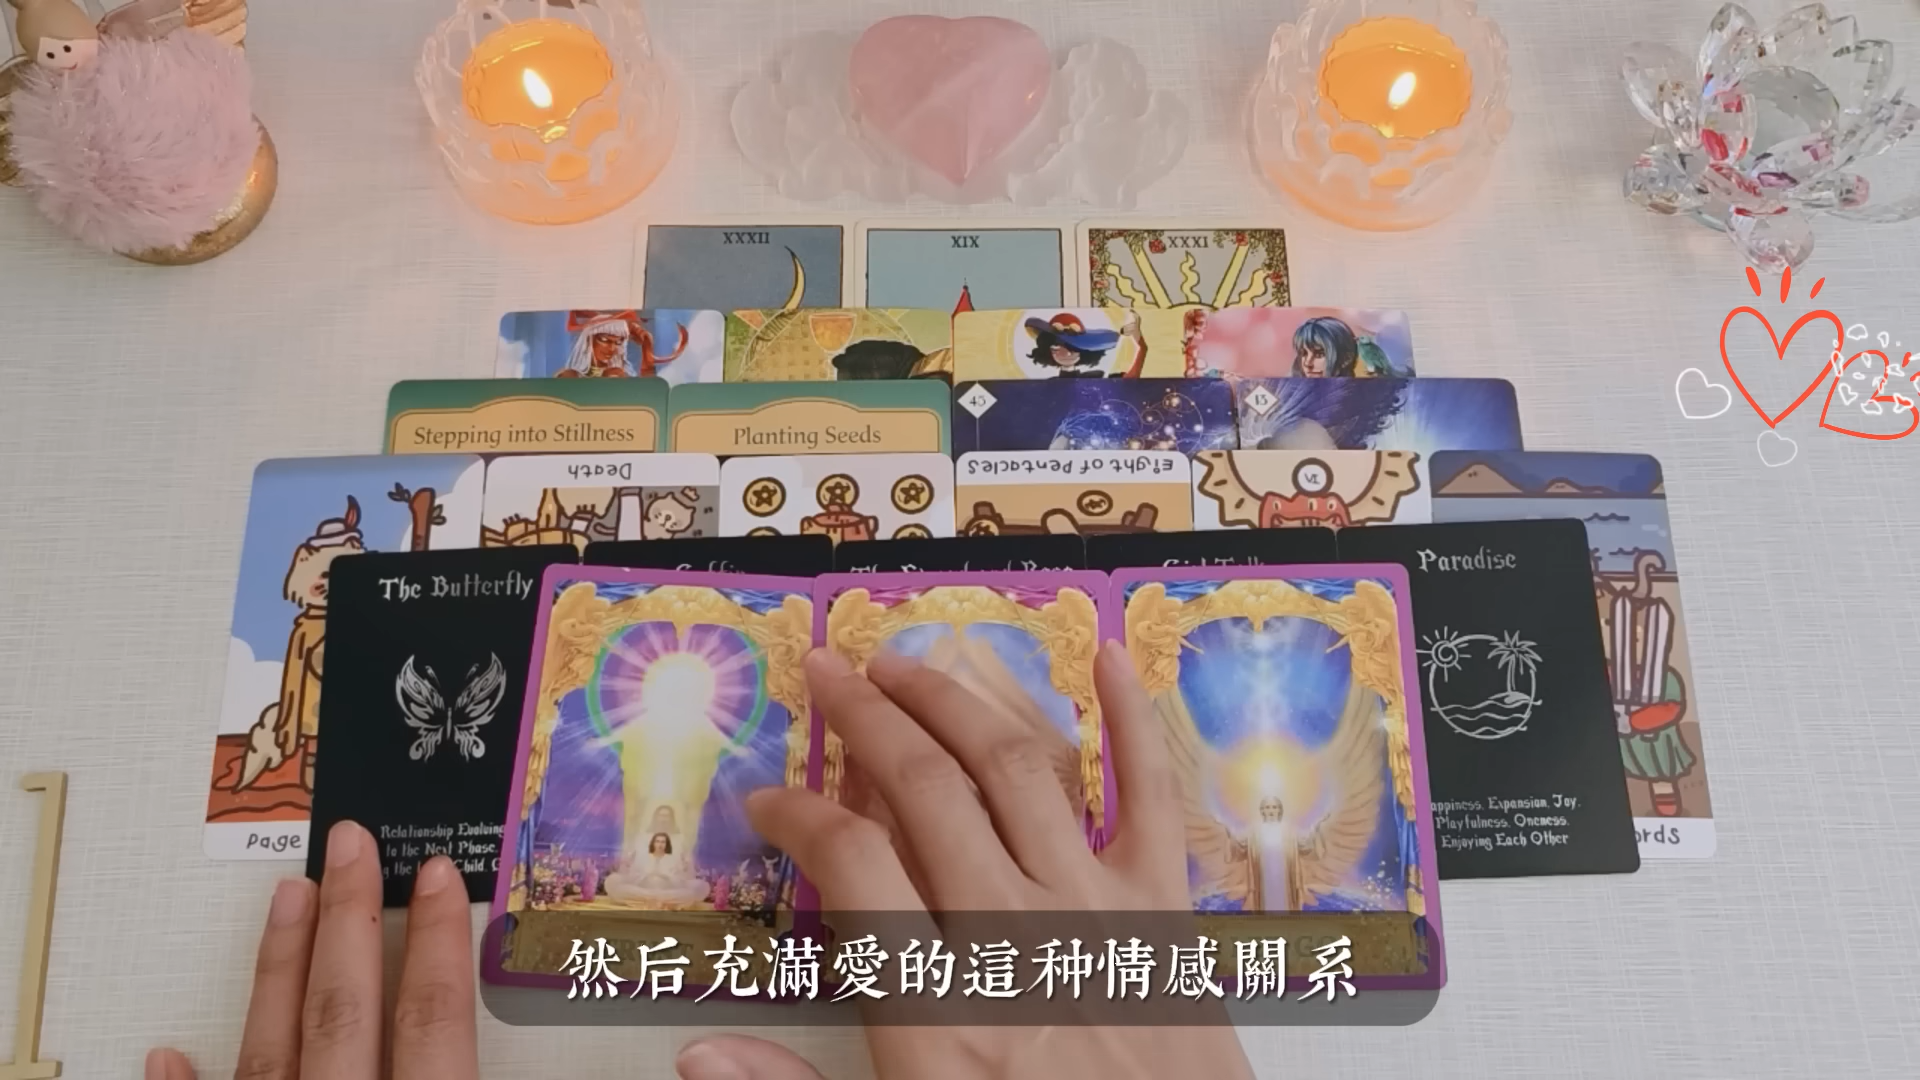 XXXII
XIX
XXXI
Stepping into Stillness
Planting Seeds
45
13
Death
Eight of Pentacles
VI
The Butterfly
Paradise
Relationship Evolving
to the Next Phase.
Happiness. Expansion. Joy.
Playfulness. Oneness.
Enjoying Each Other
Page
然后充滿愛的這种情感關系